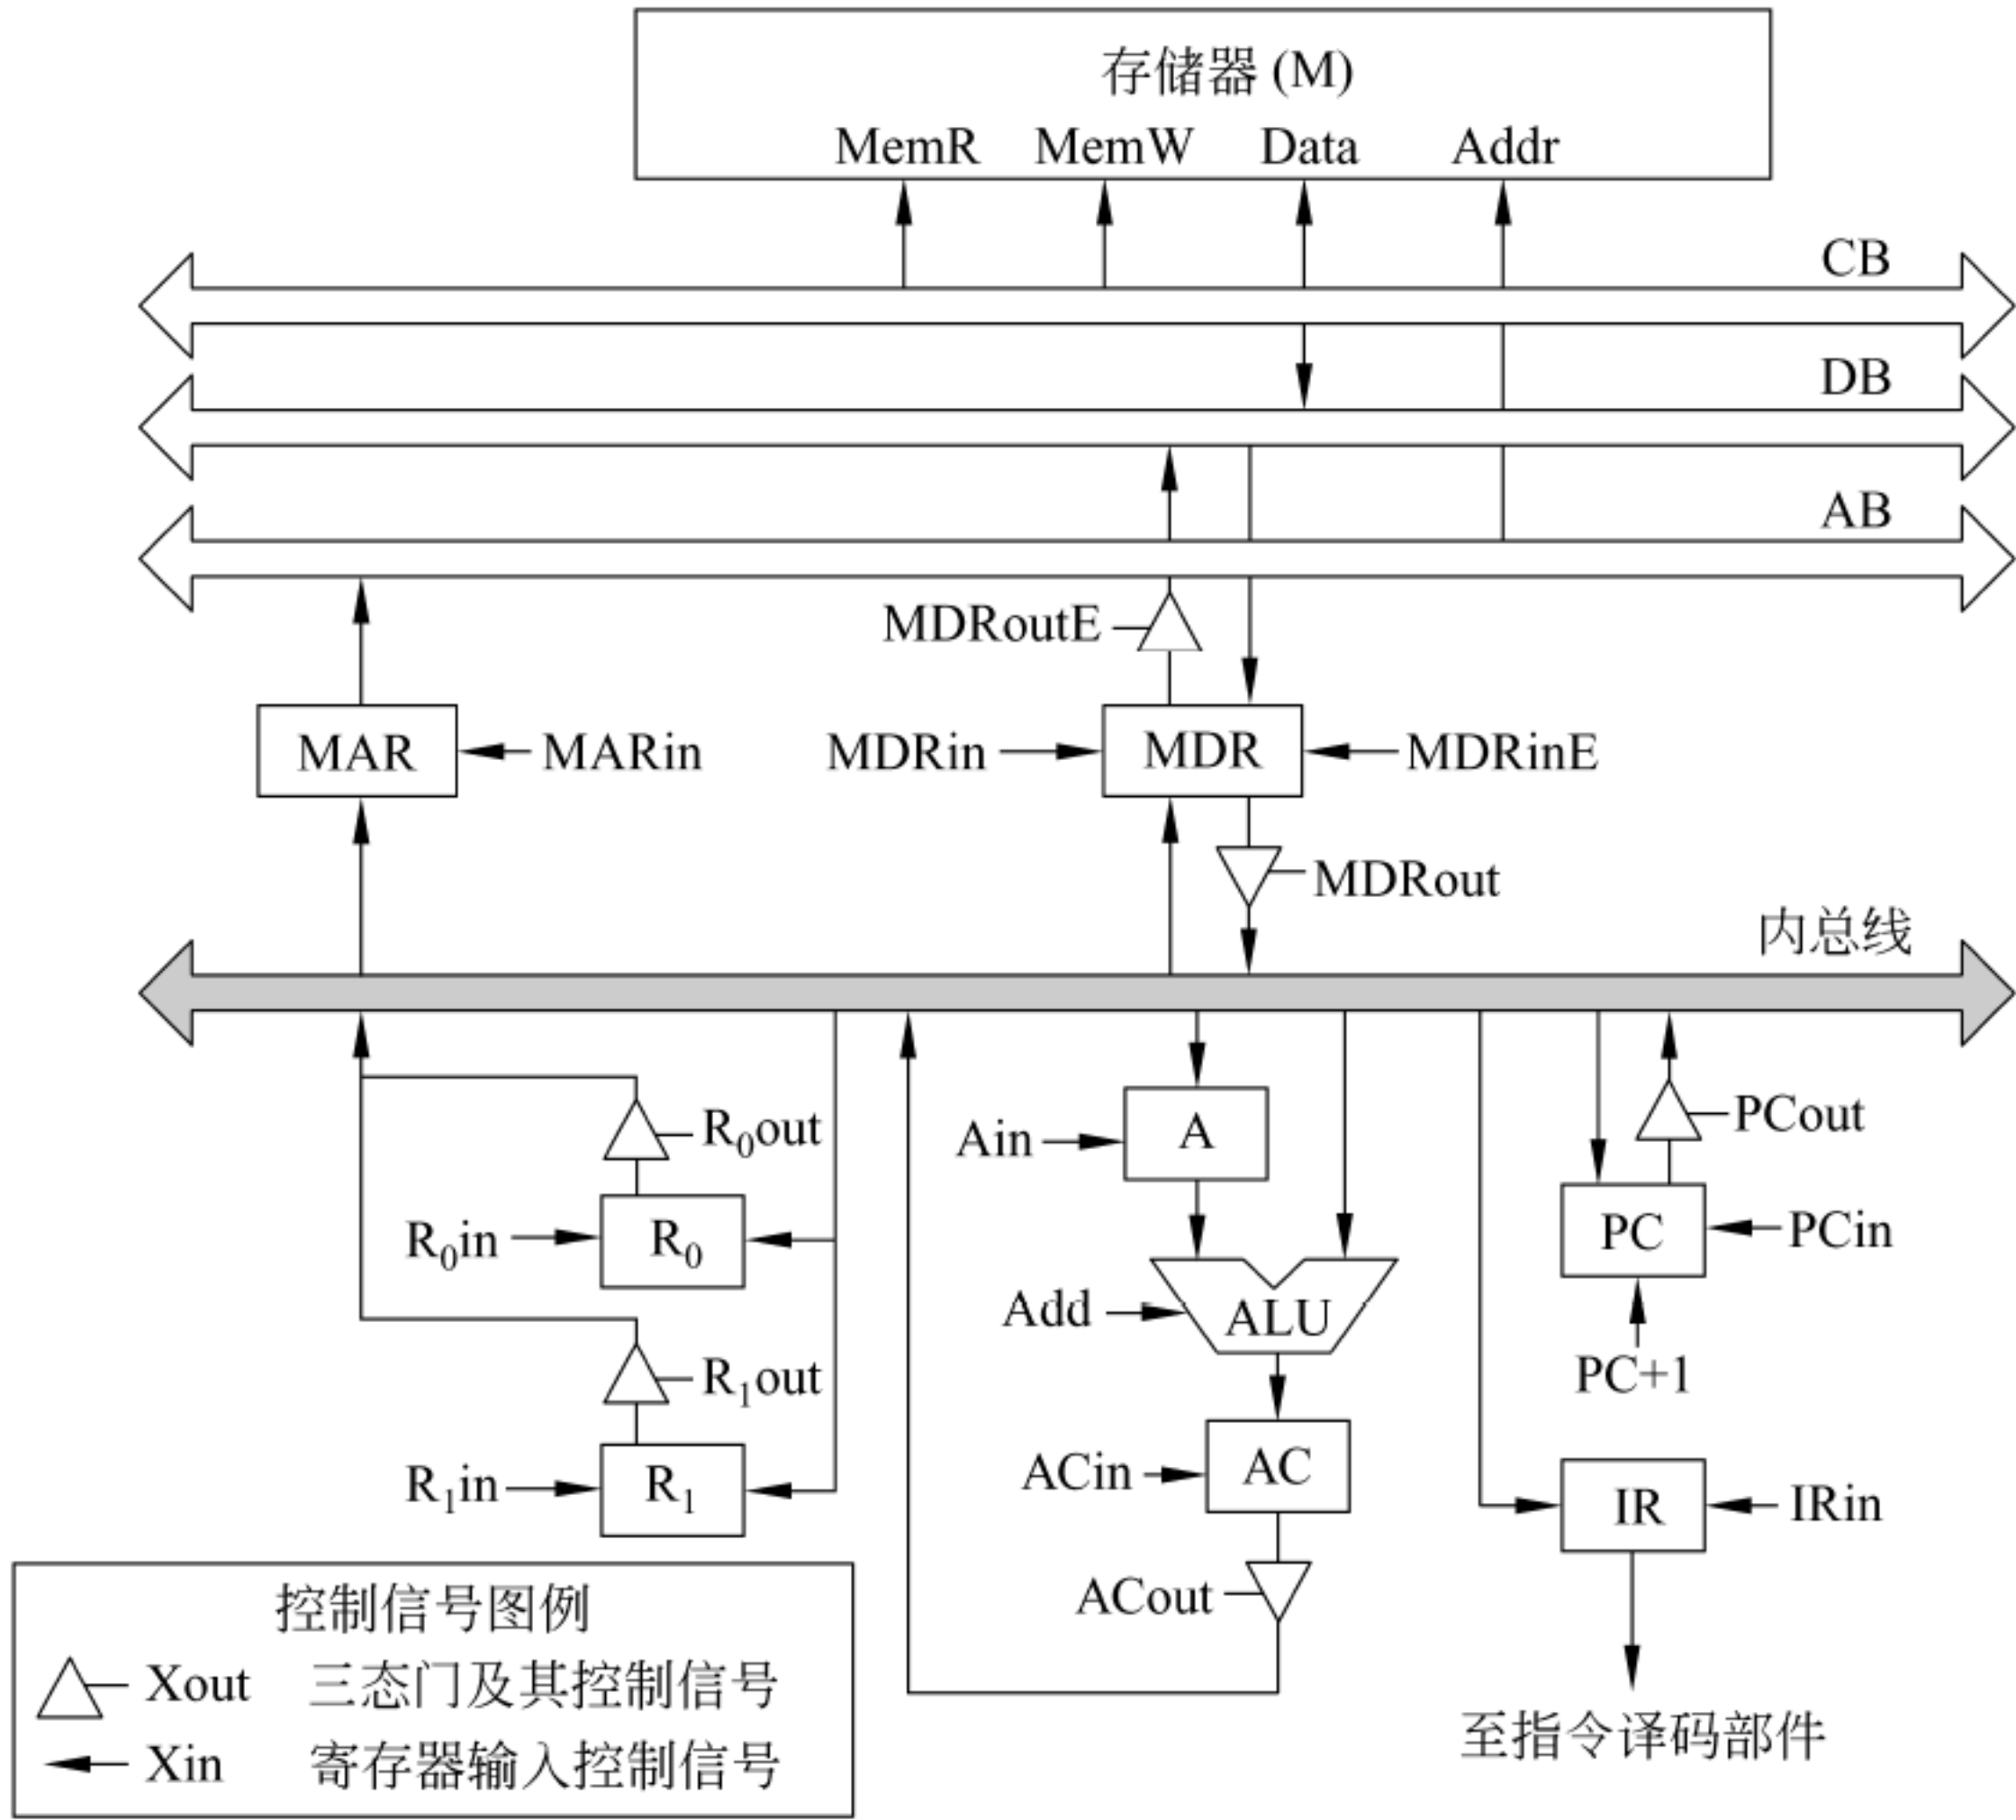 存储器 (M)
MemR MemW Data Addr
CB
DB
AB
MDRoutE
MAR MARin MDRin MDR MDRinE
MDRout
内总线
R₀out A PCout
Ain
R₀in R₀ PC PCin
Add ALU
R₁out PC+1
R₁in R₁ ACin AC IR IRin
ACout
控制信号图例
Xout 三态门及其控制信号
Xin 寄存器输入控制信号
至指令译码部件